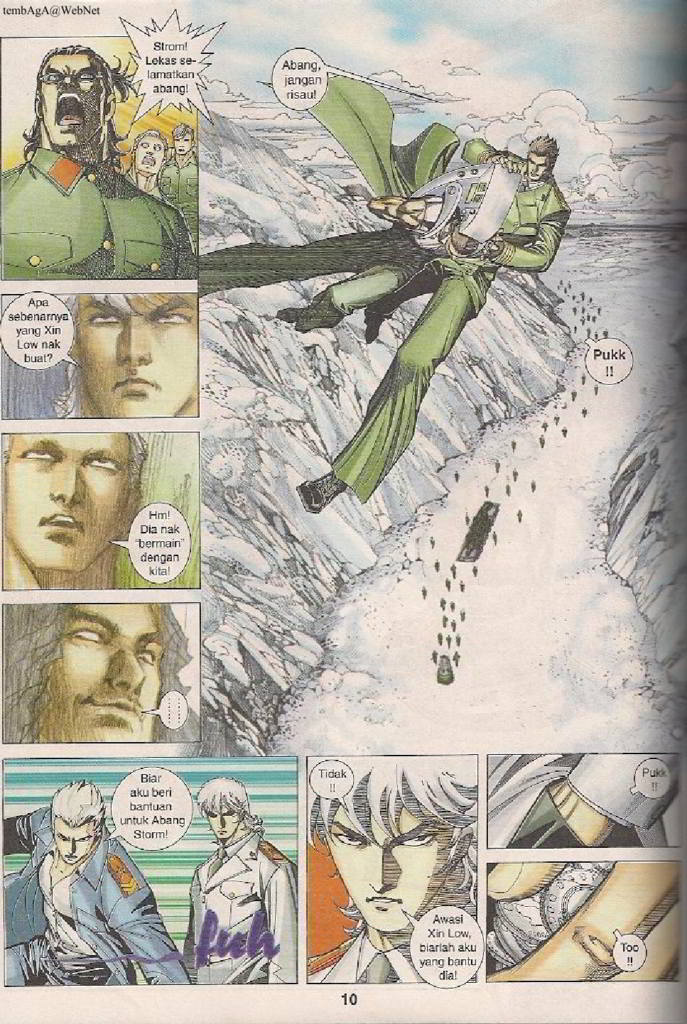 tembAgA@WebNet
Strom!
Lekas se-
lamatkan
abang!
Abang,
jangan
risau!
Apa
sebenarnya
yang Xin
Low nak
buat?
Pukk
!!
Hm!
Dia nak
"bermain"
dengan
kita!
Biar
aku beri
bantuan
untuk Abang
Storm!
fuh
Tidak
!!
Awasi
Xin Low,
biarlah aku
yang bantu
dia!
Pukk
!!
Too
!!
10